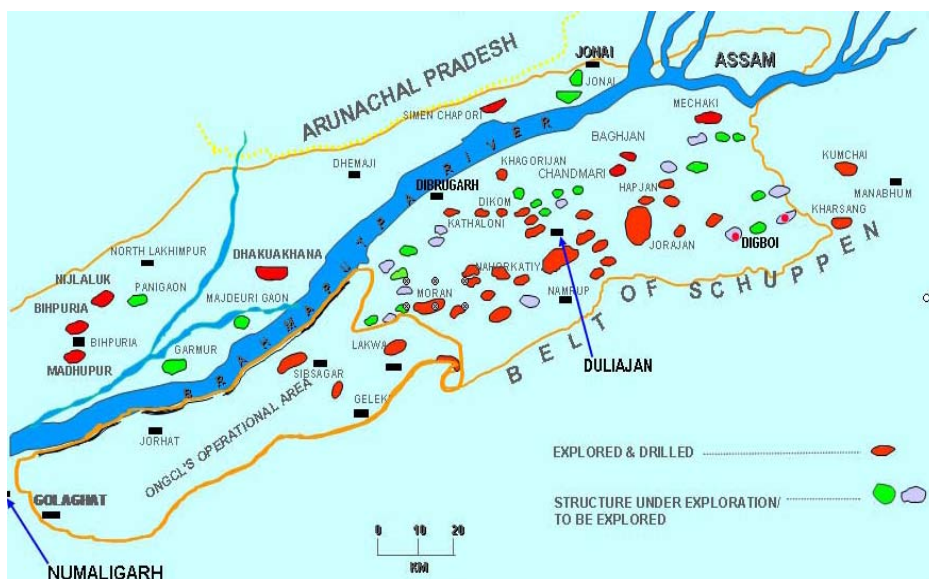 ARUNACHAL PRADESH
JONAI
JONAI
ASSAM
SIMEN CHAPORI
MECHAKI
BRAHMAPUTRA RIVER
BAGHJAN
DHEMAJI
KHAGORIJAN
CHANDMARI
KUMCHAI
DIBRUGARH
HAPJAN
MANABHUM
DIKOM
KATHALONI
KHARSANG
JORAJAN
DIGBOI
NORTH LAKHIMPUR
DHAKUAKHANA
NAHORKATIYA
NIJLALUK
PANIGAON
MAJDEURI GAON
MORAN
NAMRUP
BELT OF SCHUPPEN
BIHPURIA
BIHPURIA
GARMUR
LAKWA
MADHUPUR
SIBSAGAR
DULIAJAN
GELEKI
ONGCL'S OPERATIONAL AREA
JORHAT
EXPLORED & DRILLED
GOLAGHAT
STRUCTURE UNDER EXPLORATION/
TO BE EXPLORED
0 10 20
KM
NUMALIGARH